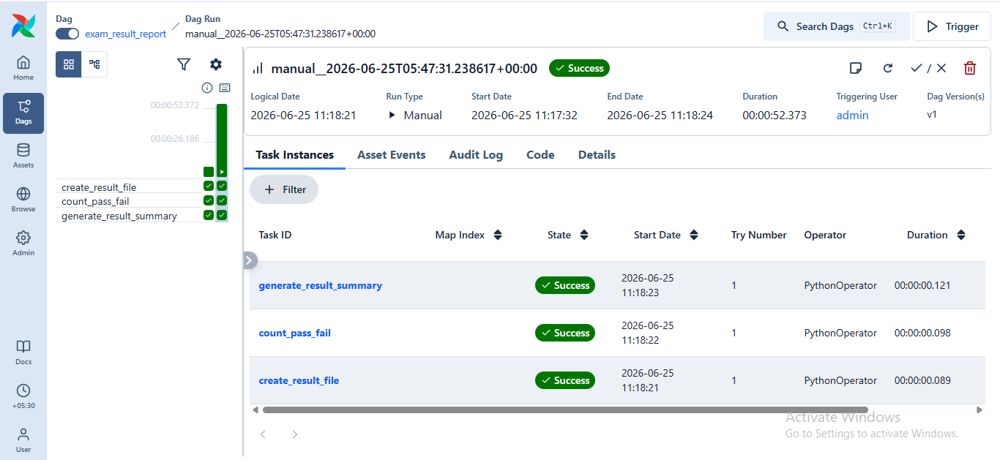 Dag
exam_result_report
Dag Run
manual__2026-06-25T05:47:31.238617+00:00
Search Dags Ctrl+K
Trigger
Home
Dags
Assets
Browse
Admin
Docs
+05:30
User
00:00:52.372
00:00:26.186
create_result_file
count_pass_fail
generate_result_summary
manual__2026-06-25T05:47:31.238617+00:00 Success
Logical Date Run Type Start Date End Date Duration Triggering User Dag Version(s)
2026-06-25 11:18:21 Manual 2026-06-25 11:17:32 2026-06-25 11:18:24 00:00:52.373 admin v1
Task Instances Asset Events Audit Log Code Details
+ Filter
Task ID Map Index State Start Date Try Number Operator Duration
generate_result_summary Success 2026-06-25 11:18:23 1 PythonOperator 00:00:00.121
count_pass_fail Success 2026-06-25 11:18:22 1 PythonOperator 00:00:00.098
create_result_file Success 2026-06-25 11:18:21 1 PythonOperator 00:00:00.089
Activate Windows
Go to Settings to activate Windows.